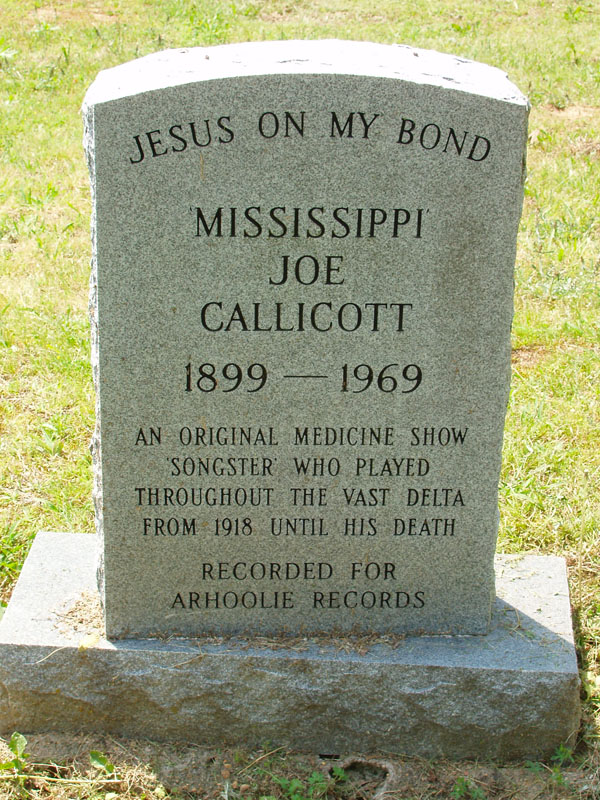 JESUS ON MY BOND
'MISSISSIPPI'
JOE
CALLICOTT
1899 — 1969
AN ORIGINAL MEDICINE SHOW
'SONGSTER' WHO PLAYED
THROUGHOUT THE VAST DELTA
FROM 1918 UNTIL HIS DEATH
RECORDED FOR
ARHOOLIE RECORDS